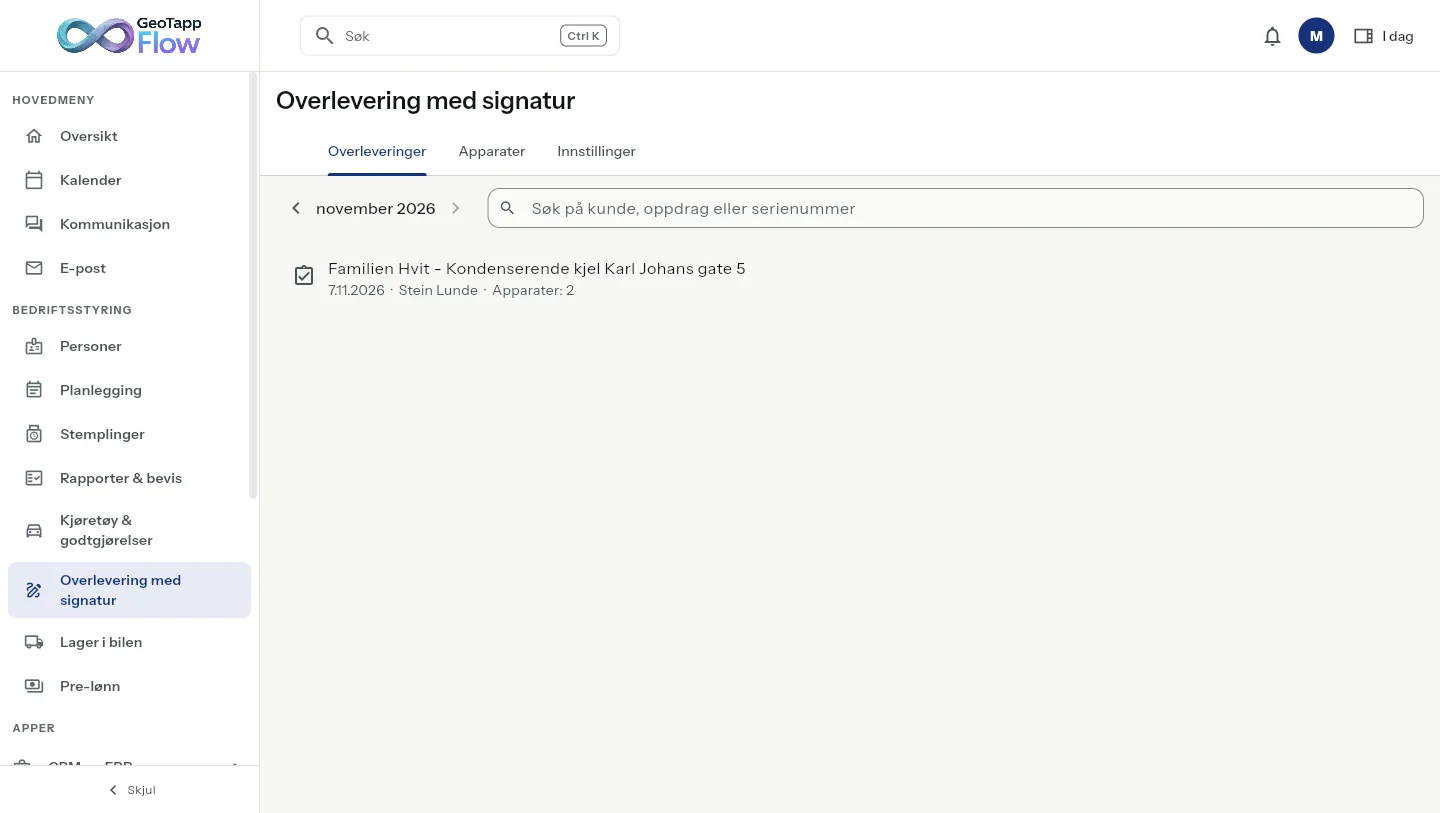 GeoTapp
Flow
Søk
Ctrl K
M
I dag
HOVEDMENY
Oversikt
Kalender
Kommunikasjon
E-post
BEDRIFTSSTYRING
Personer
Planlegging
Stemplinger
Rapporter & bevis
Kjøretøy &
godtgjørelser
Overlevering med
signatur
Lager i bilen
Pre-lønn
APPER
Skjul
Overlevering med signatur
Overleveringer
Apparater
Innstillinger
november 2026
Søk på kunde, oppdrag eller serienummer
Familien Hvit - Kondenserende kjel Karl Johans gate 5
7.11.2026 · Stein Lunde · Apparater: 2